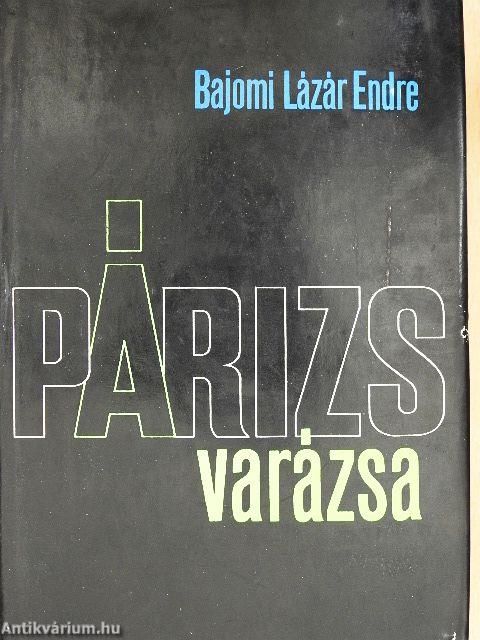 Bajomi Lázár Endre
PÁRIZS
varázsa
Antikvárium.hu